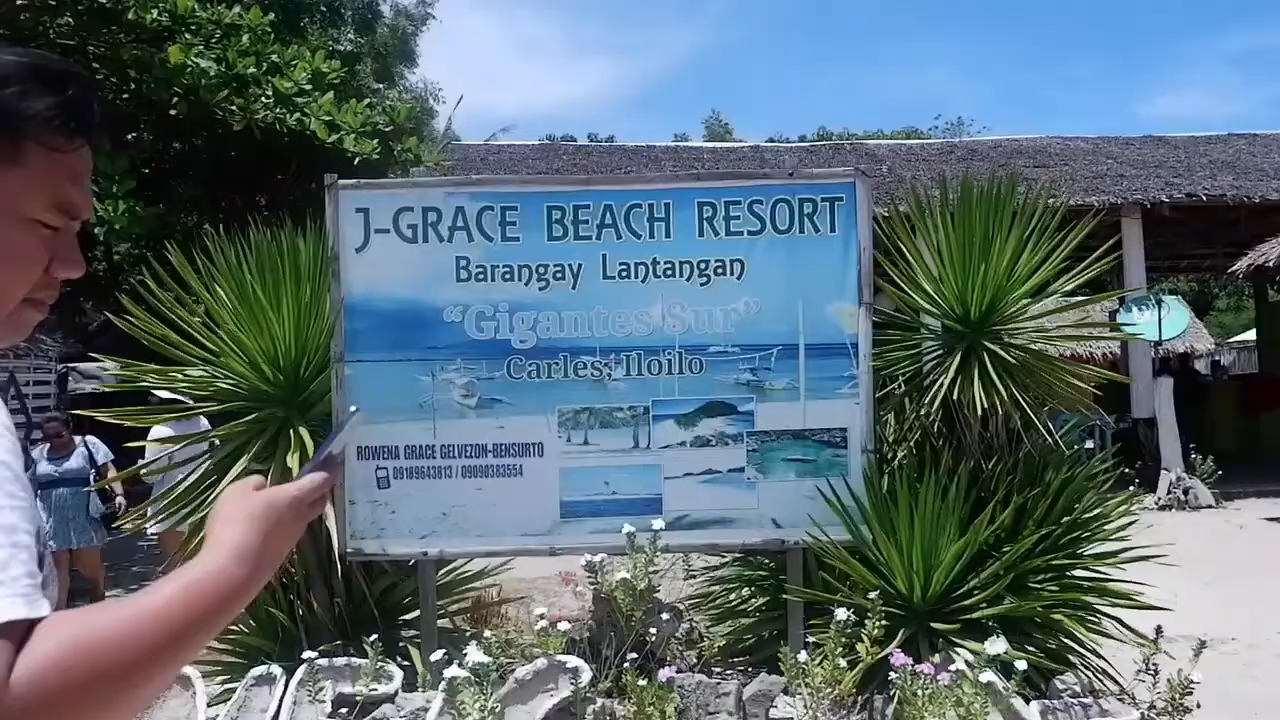 J-GRACE BEACH RESORT
Barangay Lantangan
"Gigantes Sur"
Carles, Iloilo
ROWENA GRACE GELVEZON-BENSURTO
09189643813 / 09090383554